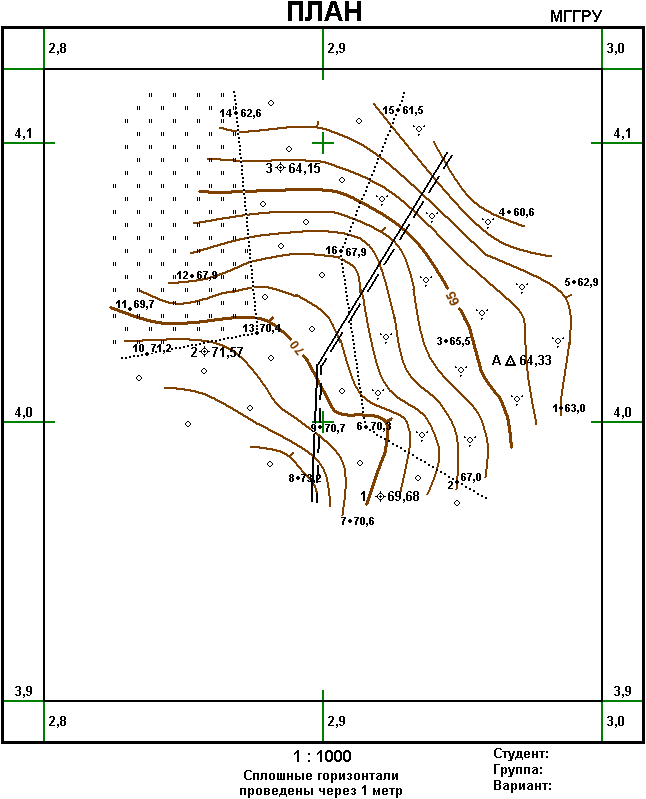 ПЛАН
МГГРУ
2,8 2,9 3,0
14 62,6 15 61,5
4,1 4,1
3 64,15
4 60,6
16 67,9
12 67,9 5 62,9
65
11 69,7
13 70,1
10 71,2 2 71,57 70 3 65,5
А 64,33
1 63,0
4,0 4,0
9 70,7 6 70,3
8 73,2 2 67,0
1 69,68
7 70,6
3,9 3,9
2,8 2,9 3,0
1 : 1000
Сплошные горизонтали
проведены через 1 метр
Студент:
Группа:
Вариант: